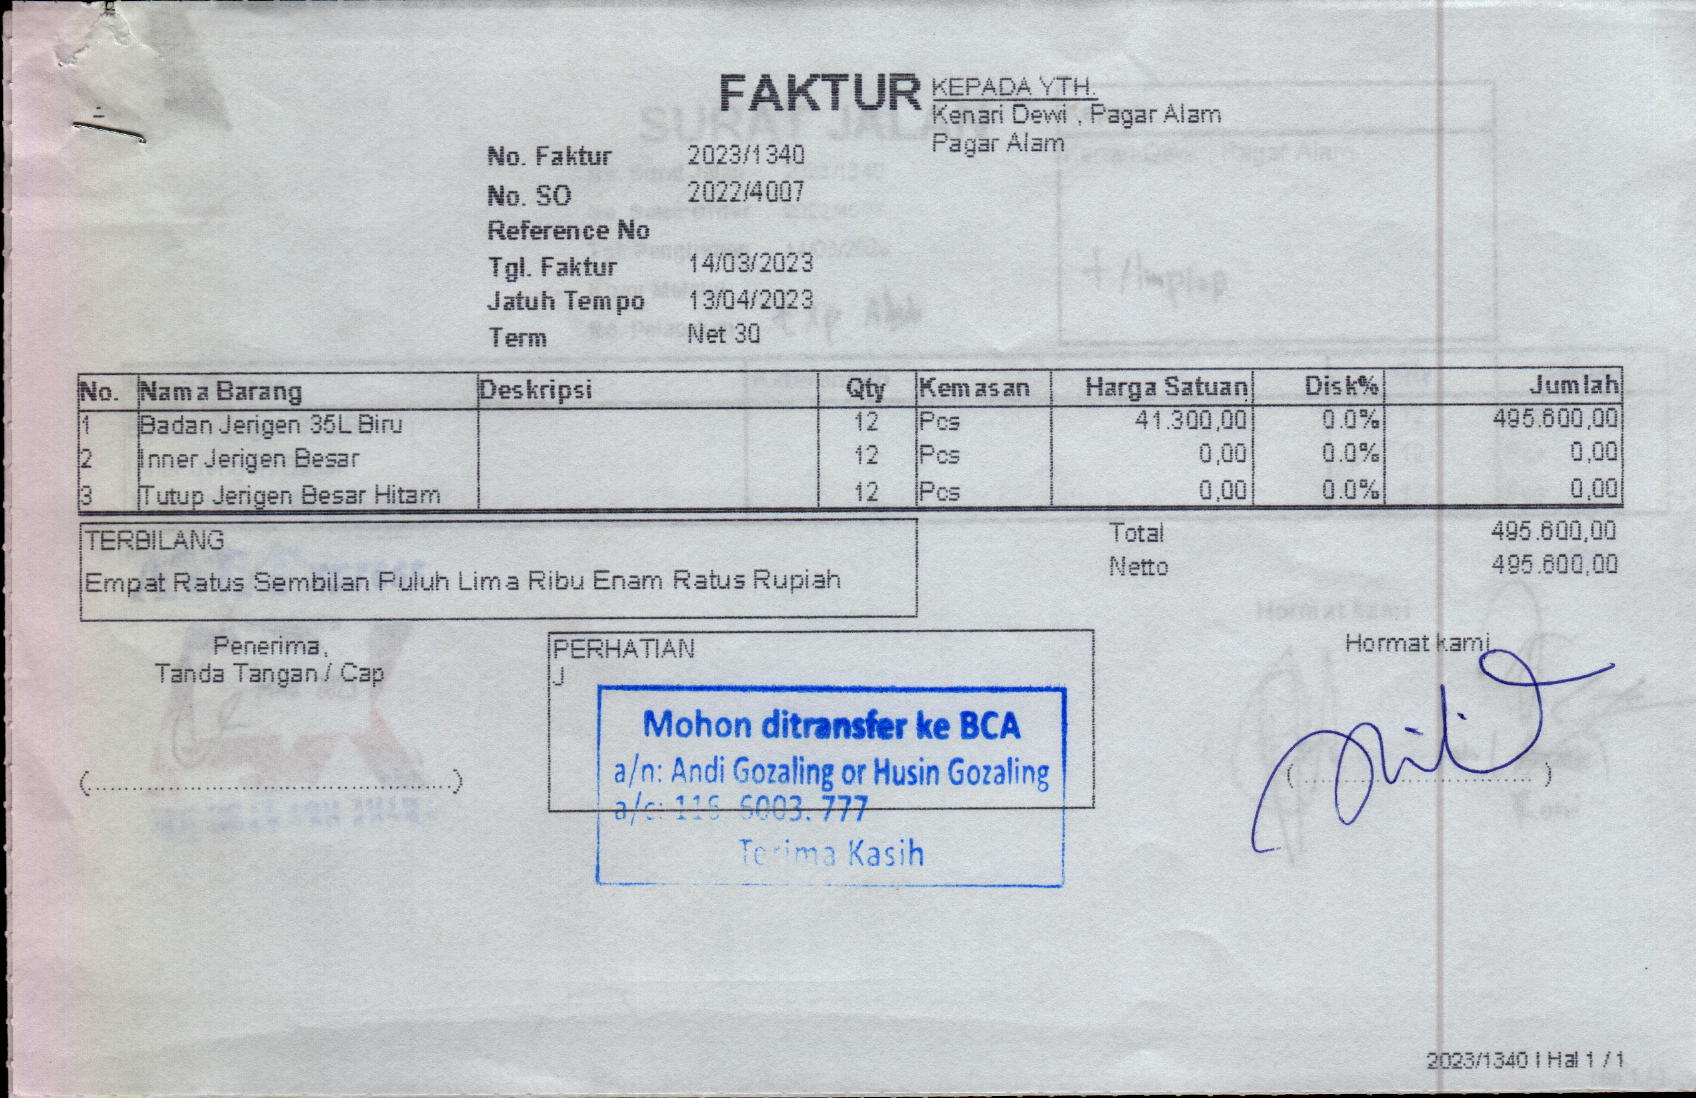 FAKTUR
KEPADA YTH.
Kenari Dewi , Pagar Alam
Pagar Alam
No. Faktur 2023/1340
No. SO 2022/4007
Reference No
Tgl. Faktur 14/03/2023
Jatuh Tempo 13/04/2023
Term Net 30
No. Nama Barang Deskripsi Qty Kemasan Harga Satuan Disk% Jumlah
1 Badan Jerigen 35L Biru 12 Pcs 41.300,00 0.0% 495.600,00
2 Inner Jerigen Besar 12 Pcs 0,00 0.0% 0,00
3 Tutup Jerigen Besar Hitam 12 Pcs 0,00 0.0% 0,00
TERBILANG
Empat Ratus Sembilan Puluh Lima Ribu Enam Ratus Rupiah
Total 495.600,00
Netto 495.600,00
Penerima,
Tanda Tangan / Cap
(.......................................................)
PERHATIAN
J
Mohon ditransfer ke BCA
a/n: Andi Gozaling or Husin Gozaling
a/c: 6003. 777
Terima Kasih
Hormat kami
(.......................................)
2023/1340 | Hal 1 / 1
SURAT JALAN